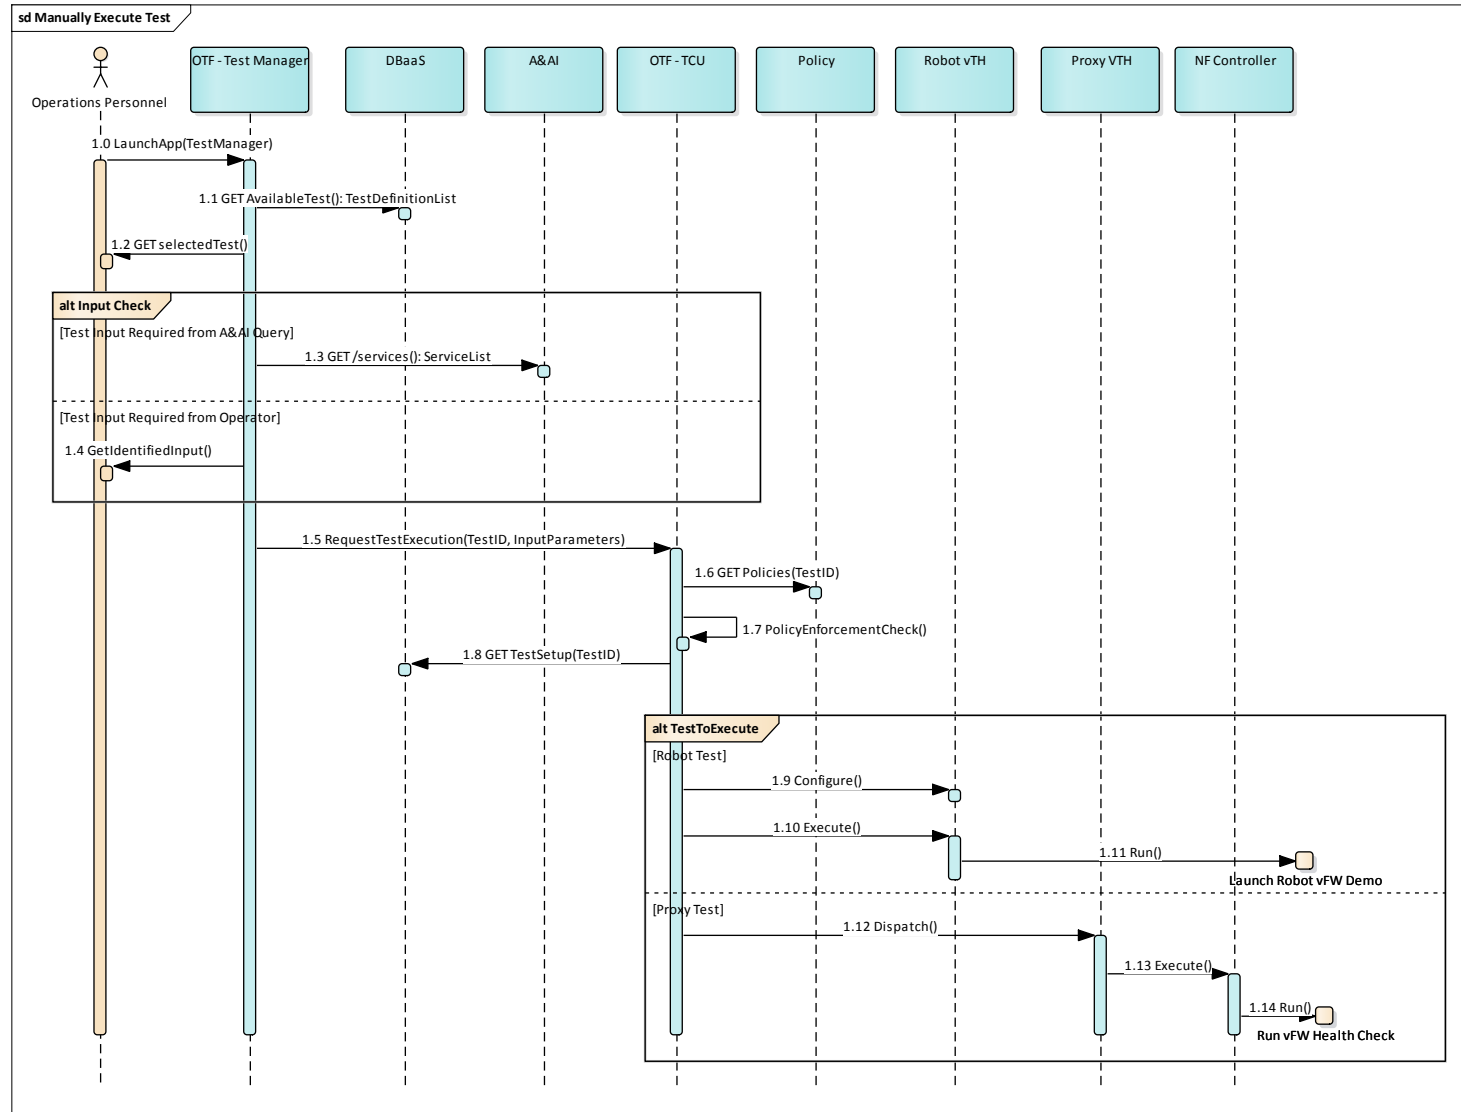 sd Manually Execute Test
Operations Personnel
OTF - Test Manager
DBaaS
A&AI
OTF - TCU
Policy
Robot vTH
Proxy VTH
NF Controller
1.0 LaunchApp(TestManager)
1.1 GET AvailableTest(): TestDefinitionList
1.2 GET selectedTest()
alt Input Check
[Test Input Required from A&AI Query]
1.3 GET /services(): ServiceList
[Test Input Required from Operator]
1.4 GetIdentifiedInput()
1.5 RequestTestExecution(TestID, InputParameters)
1.6 GET Policies(TestID)
1.7 PolicyEnforcementCheck()
1.8 GET TestSetup(TestID)
alt TestToExecute
[Robot Test]
1.9 Configure()
1.10 Execute()
1.11 Run()
Launch Robot vFW Demo
[Proxy Test]
1.12 Dispatch()
1.13 Execute()
1.14 Run()
Run vFW Health Check